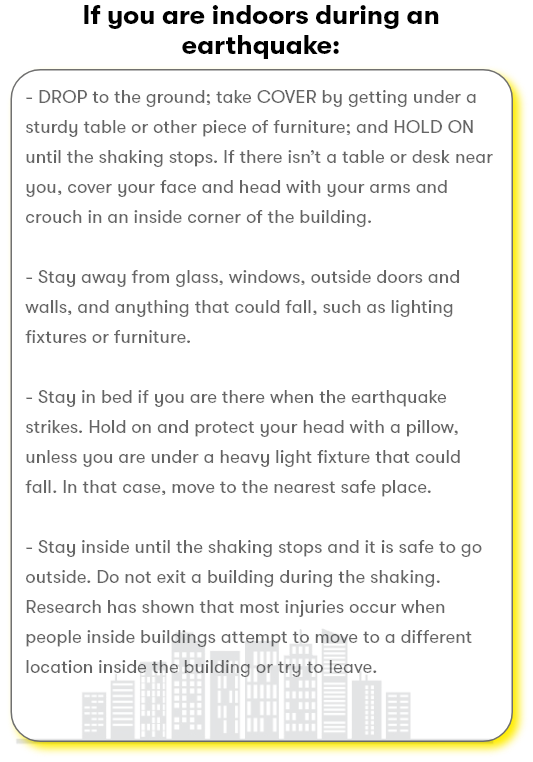 If you are indoors during an
earthquake:
- DROP to the ground; take COVER by getting under a
sturdy table or other piece of furniture; and HOLD ON
until the shaking stops. If there isn’t a table or desk near
you, cover your face and head with your arms and
crouch in an inside corner of the building.
- Stay away from glass, windows, outside doors and
walls, and anything that could fall, such as lighting
fixtures or furniture.
- Stay in bed if you are there when the earthquake
strikes. Hold on and protect your head with a pillow,
unless you are under a heavy light fixture that could
fall. In that case, move to the nearest safe place.
- Stay inside until the shaking stops and it is safe to go
outside. Do not exit a building during the shaking.
Research has shown that most injuries occur when
people inside buildings attempt to move to a different
location inside the building or try to leave.